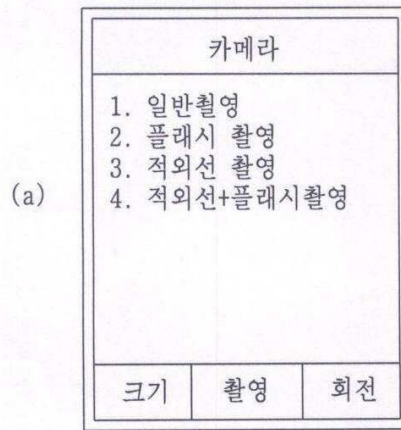 카메라
1. 일반촬영
2. 플래시 촬영
3. 적외선 촬영
(a)
4. 적외선+플래시촬영
크기 촬영 회전